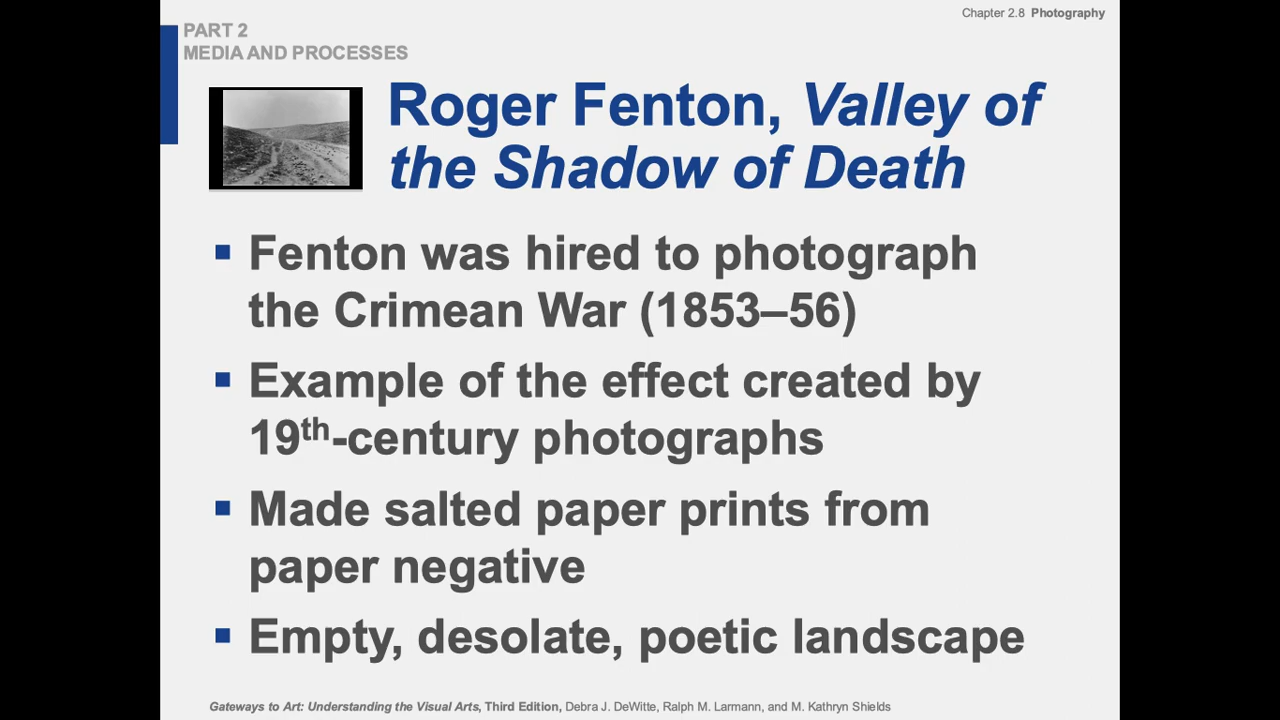 Chapter 2.8 Photography
PART 2
MEDIA AND PROCESSES
Roger Fenton, Valley of
the Shadow of Death
▪ Fenton was hired to photograph
the Crimean War (1853–56)
▪ Example of the effect created by
19th-century photographs
▪ Made salted paper prints from
paper negative
▪ Empty, desolate, poetic landscape
Gateways to Art: Understanding the Visual Arts, Third Edition, Debra J. DeWitte, Ralph M. Larmann, and M. Kathryn Shields